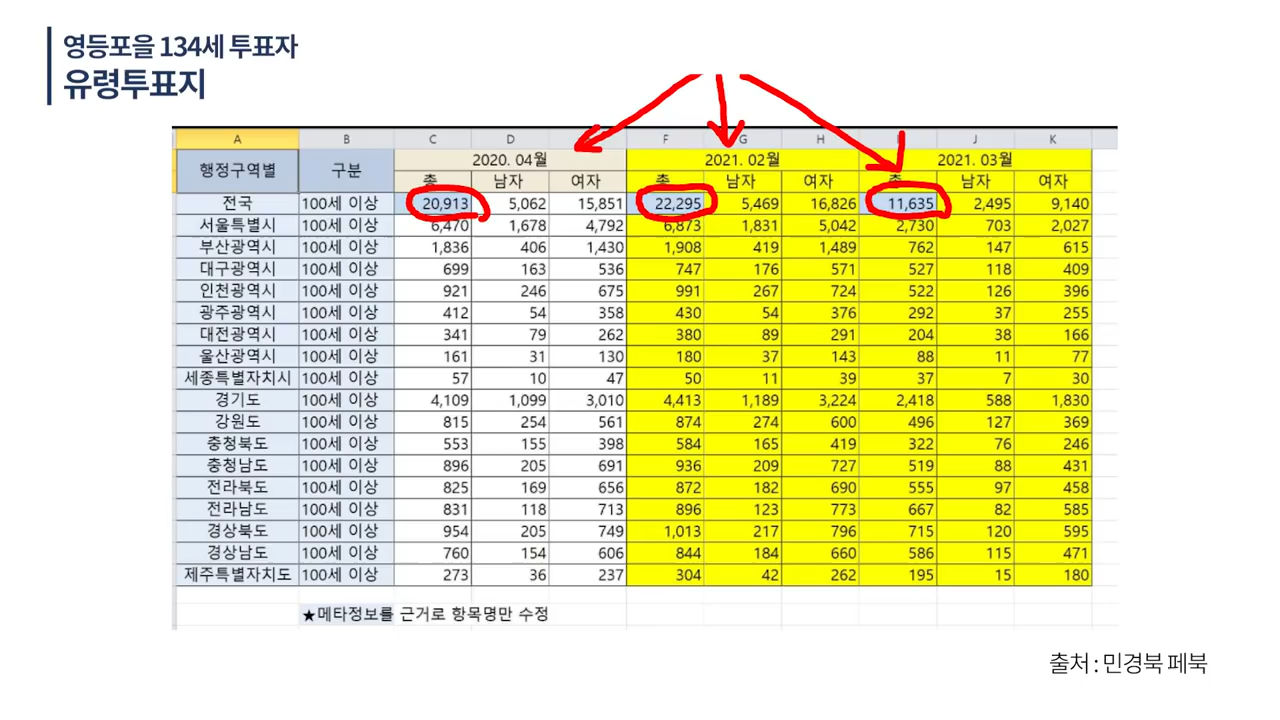 영등포을 134세 투표자
유령투표지
A B C D F G H J K
행정구역별 구분 2020. 04월 2021. 02월 2021. 03월
총 남자 여자 총 남자 여자 총 남자 여자
전국 100세 이상 20,913 5,062 15,851 22,295 5,469 16,826 11,635 2,495 9,140
서울특별시 100세 이상 6,470 1,678 4,792 6,873 1,831 5,042 2,730 703 2,027
부산광역시 100세 이상 1,836 406 1,430 1,908 419 1,489 762 147 615
대구광역시 100세 이상 699 163 536 747 176 571 527 118 409
인천광역시 100세 이상 921 246 675 991 267 724 522 126 396
광주광역시 100세 이상 412 54 358 430 54 376 292 37 255
대전광역시 100세 이상 341 79 262 380 89 291 204 38 166
울산광역시 100세 이상 161 31 130 180 37 143 88 11 77
세종특별자치시 100세 이상 57 10 47 50 11 39 37 7 30
경기도 100세 이상 4,109 1,099 3,010 4,413 1,189 3,224 2,418 588 1,830
강원도 100세 이상 815 254 561 874 274 600 496 127 369
충청북도 100세 이상 553 155 398 584 165 419 322 76 246
충청남도 100세 이상 896 205 691 936 209 727 519 88 431
전라북도 100세 이상 825 169 656 872 182 690 555 97 458
전라남도 100세 이상 831 118 713 896 123 773 667 82 585
경상북도 100세 이상 954 205 749 1,013 217 796 715 120 595
경상남도 100세 이상 760 154 606 844 184 660 586 115 471
제주특별자치도 100세 이상 273 36 237 304 42 262 195 15 180
★메타정보를 근거로 항목명만 수정
출처 : 민경북 페북